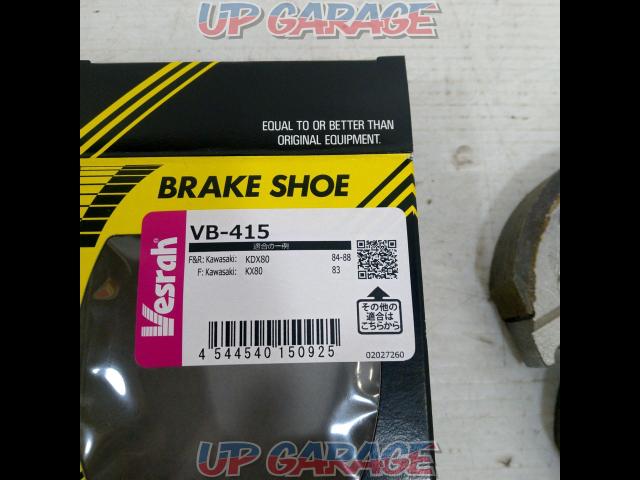 UP GARAGE
EQUAL TO OR BETTER THAN
ORIGINAL EQUIPMENT.
BRAKE SHOE
Vesrah
VB-415
適合の一例
F&R: Kawasaki: KDX80 84-88
F: Kawasaki: KX80 83
その他の
適合は
こちらから
4 544540 150925
02027260
UP GARAGE